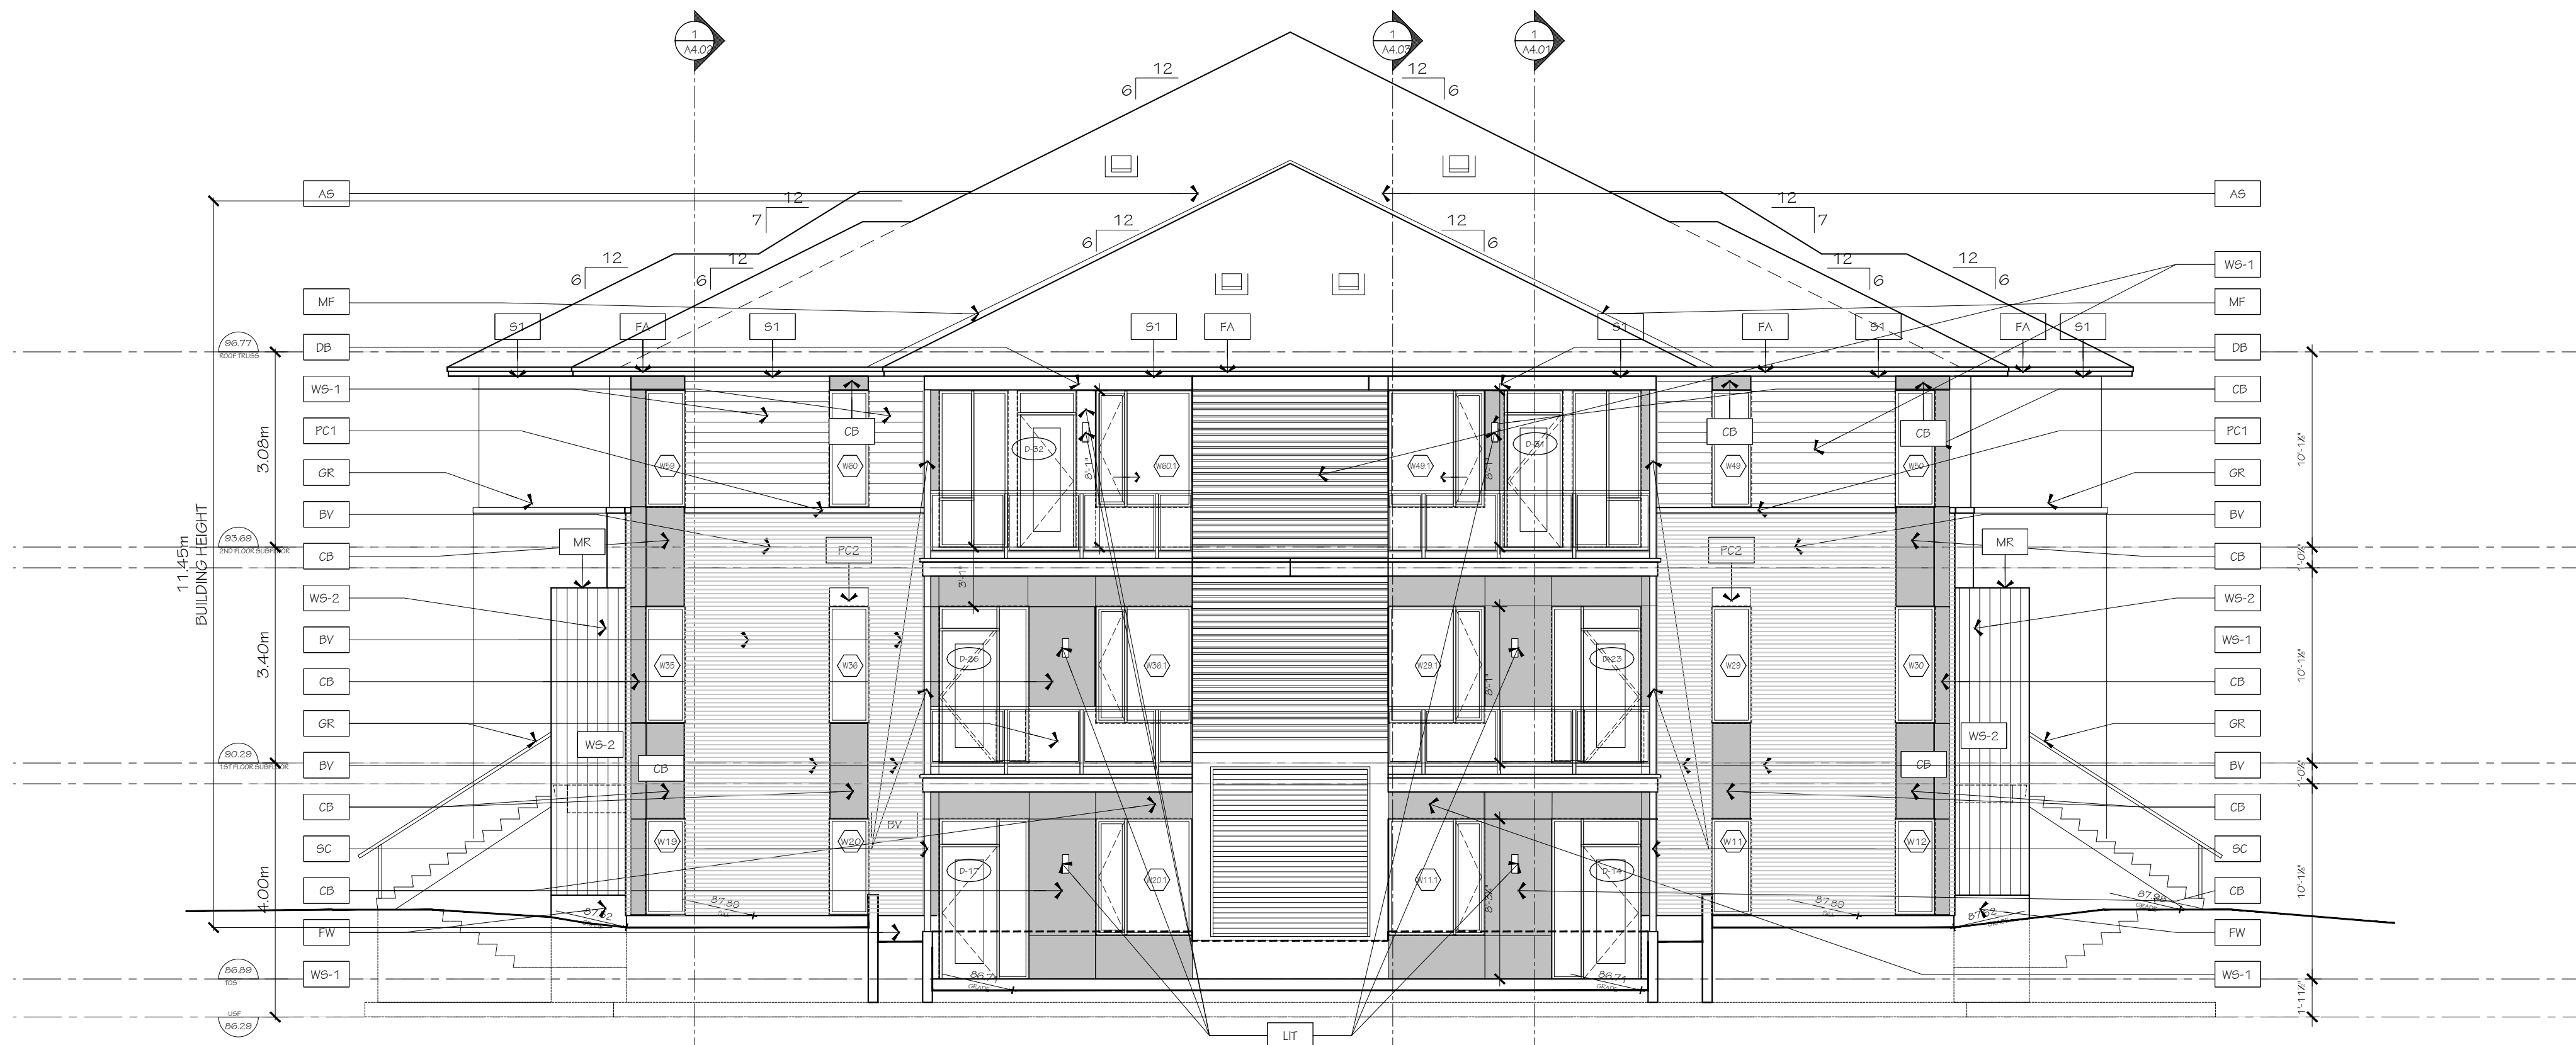 1
A4.02
1
A4.03
1
A4.01
12
6
12
6
AS
AS
12
7
12
7
12
6
12
6
12
6
12
6
12
6
12
6
WS-1
MF
MF
S1
FA
S1
S1
FA
S1
FA
S1
FA
S1
96.77
ROOF TRUSS
DB
DB
WS-1
CB
PC1
CB
CB
CB
PC1
D-32
D-31
3.08m
8'-1"
8'-1"
10'-1⅛"
W59
W60
W60.1
W49.1
W49
W50
GR
GR
BV
BV
11.45m
BUILDING HEIGHT
93.69
2ND FLOOR SUBFLOOR
CB
MR
PC2
PC2
MR
CB
3'-1"
WS-2
WS-2
BV
WS-1
3.40m
D-26
D-23
W35
W36
W36.1
W29.1
W29
W30
10'-1⅛"
CB
8'-1"
CB
GR
GR
WS-2
WS-2
90.29
1ST FLOOR SUBFLOOR
BV
CB
CB
BV
CB
CB
BV
SC
W19
W20
W11
W12
SC
4.00m
D-17
W20.1
W11.1
D-14
10'-1⅛"
CB
CB
87.89
87.89
87.62
GRADE
FW
FW
86.89
TOS
WS-1
WS-1
GRADE
86.71
GRADE
1'-11⅝"
USF
86.29
LIT